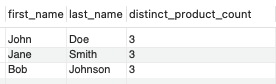 first_name last_name distinct_product_count
John Doe 3
Jane Smith 3
Bob Johnson 3